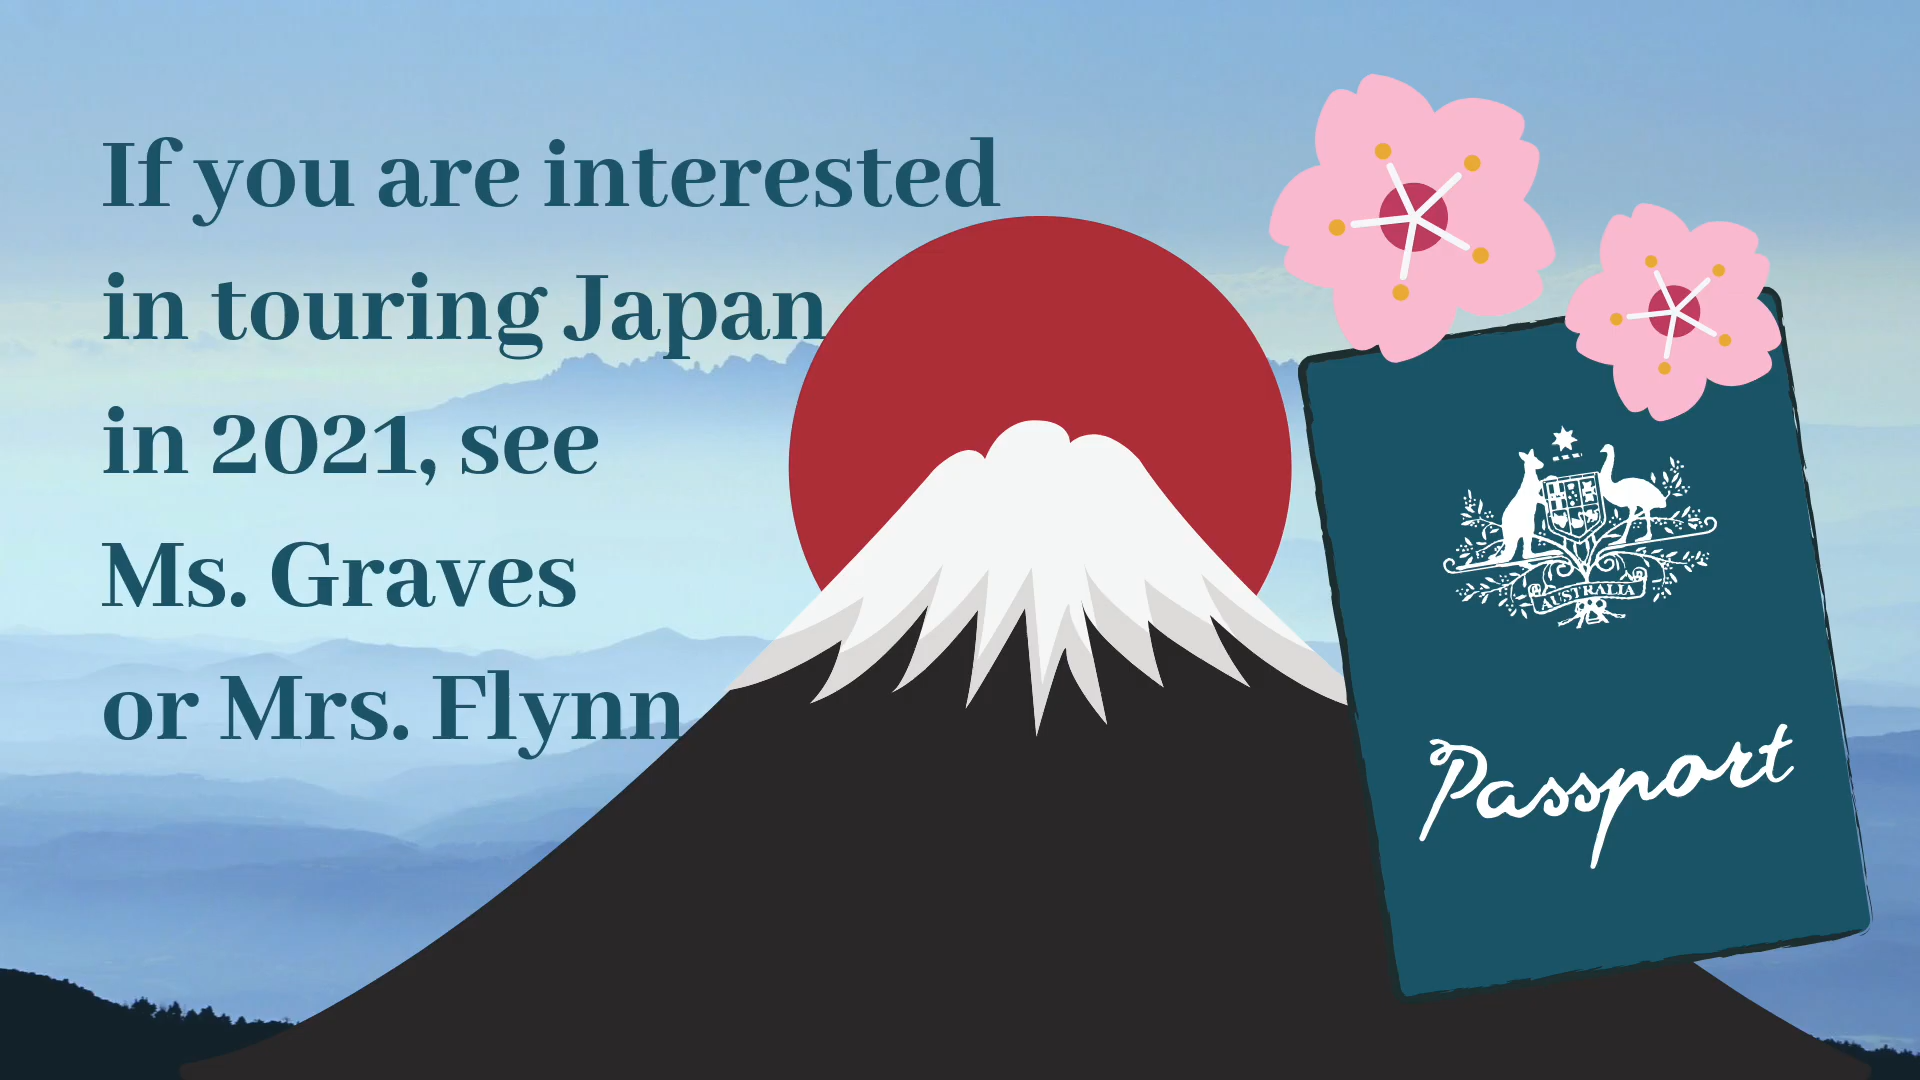 If you are interested
in touring Japan
in 2021, see
Ms. Graves
or Mrs. Flynn
AUSTRALIA
Passport